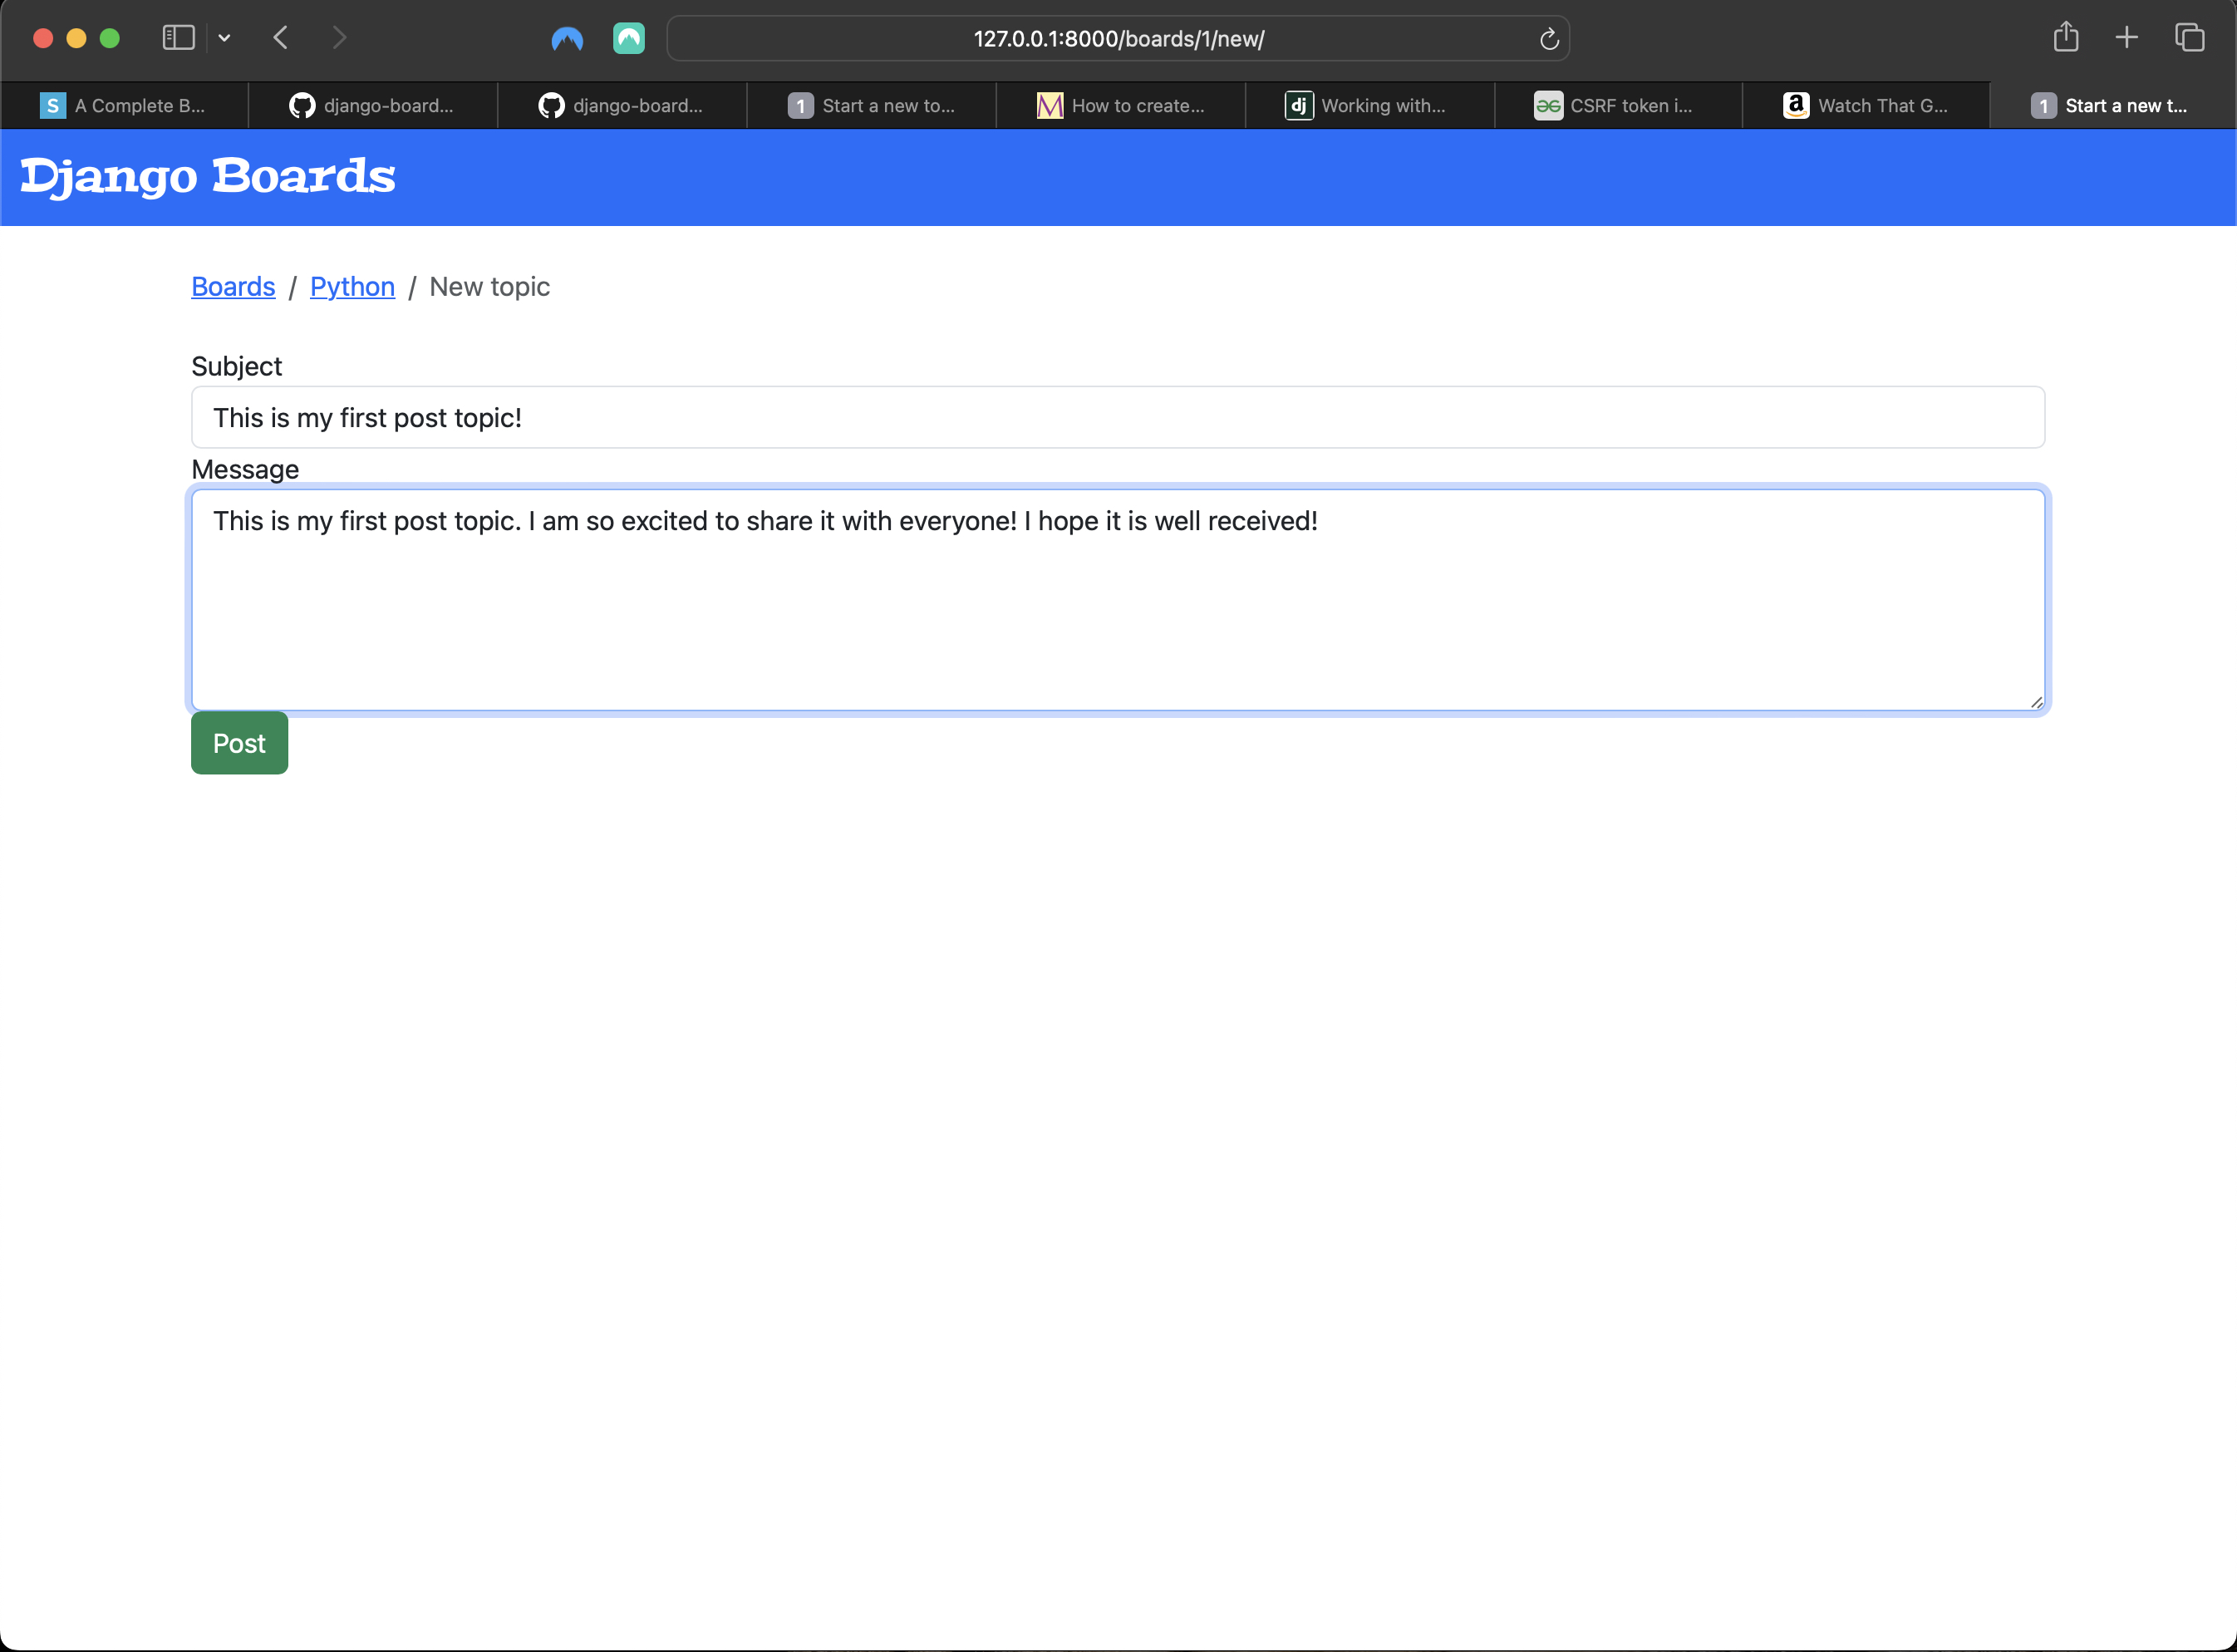 127.0.0.1:8000/boards/1/new/
S A Complete B... django-board... django-board... 1 Start a new to... M How to create... dj Working with... CSRF token i... a Watch That G... 1 Start a new t...
Django Boards
Boards / Python / New topic
Subject
This is my first post topic!
Message
This is my first post topic. I am so excited to share it with everyone! I hope it is well received!
Post